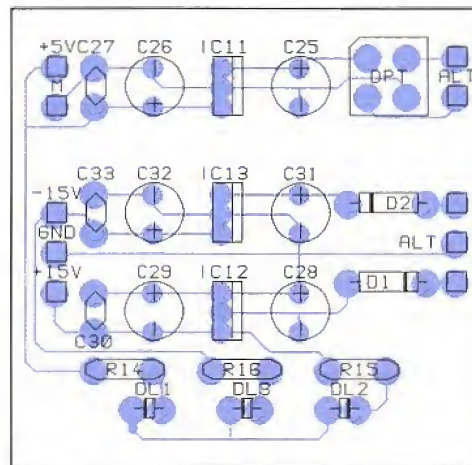 +5V C27 C26 IC11 C25
M DPT ALT
C33 C32 IC13 C31
-15V D2
GND ALT
+15V C29 IC12 C28 D1
C30
R14 R16 R15
DL1 DL3 DL2